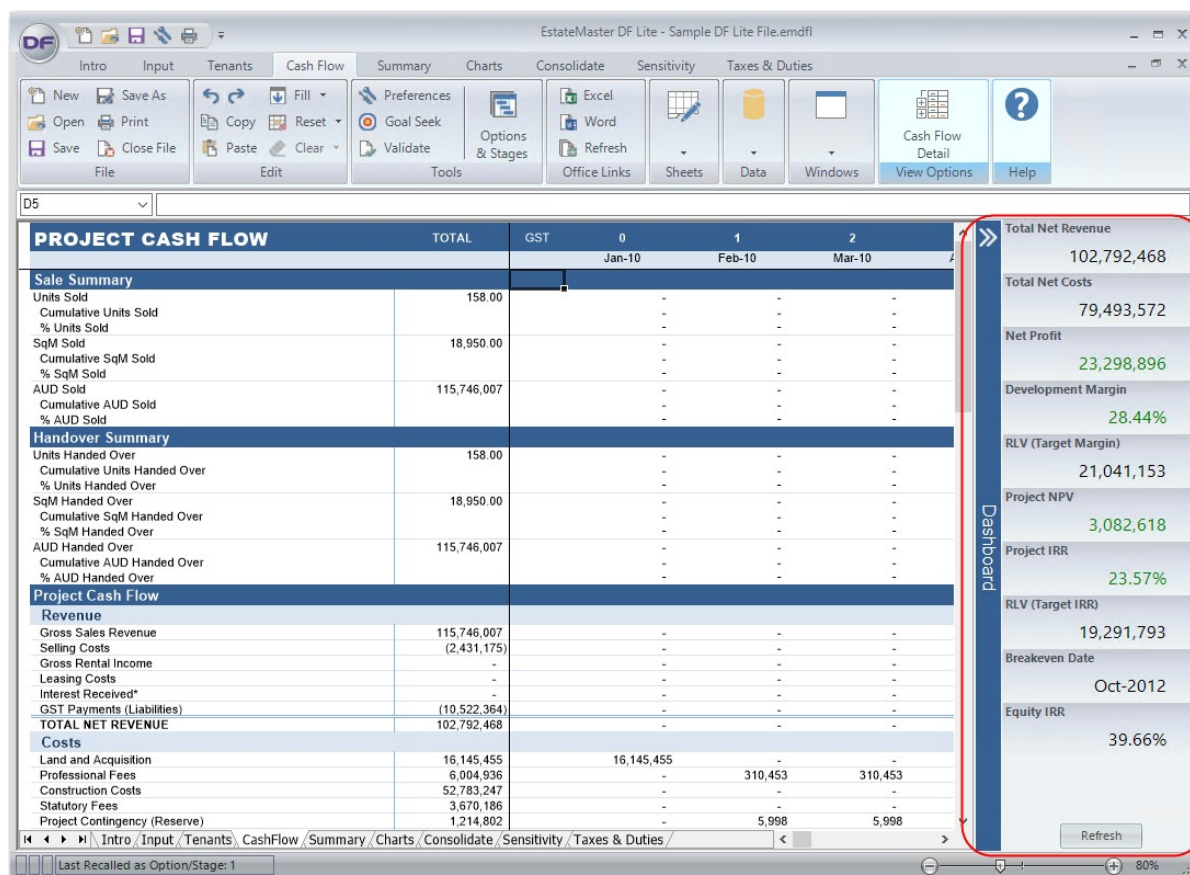 DF
EstateMaster DF Lite - Sample DF Lite File.emdfl
Intro Input Tenants Cash Flow Summary Charts Consolidate Sensitivity Taxes & Duties
New Save As Fill Preferences Excel
Open Print Copy Reset Goal Seek Options & Stages Word Cash Flow Detail
Save Close File Paste Clear Validate Refresh
File Edit Tools Office Links Sheets Data Windows View Options Help
D5
PROJECT CASH FLOW TOTAL GST 0 1 2
Jan-10 Feb-10 Mar-10
Sale Summary
Units Sold 158.00 - - -
Cumulative Units Sold - - -
% Units Sold - - -
SqM Sold 18,950.00 - - -
Cumulative SqM Sold - - -
% SqM Sold - - -
AUD Sold 115,746,007 - - -
Cumulative AUD Sold - - -
% AUD Sold - - -
Handover Summary
Units Handed Over 158.00 - - -
Cumulative Units Handed Over - - -
% Units Handed Over - - -
SqM Handed Over 18,950.00 - - -
Cumulative SqM Handed Over - - -
% SqM Handed Over - - -
AUD Handed Over 115,746,007 - - -
Cumulative AUD Handed Over - - -
% AUD Handed Over - - -
Project Cash Flow
Revenue
Gross Sales Revenue 115,746,007 - - -
Selling Costs (2,431,175) - - -
Gross Rental Income - - - -
Leasing Costs - - - -
Interest Received* - - - -
GST Payments (Liabilities) (10,522,364) - - -
TOTAL NET REVENUE 102,792,468 - - -
Costs
Land and Acquisition 16,145,455 16,145,455 - -
Professional Fees 6,004,936 - 310,453 310,453
Construction Costs 52,783,247 - - -
Statutory Fees 3,670,186 - - -
Project Contingency (Reserve) 1,214,802 - 5,998 5,998
Intro Input Tenants CashFlow Summary Charts Consolidate Sensitivity Taxes & Duties
Dashboard
Total Net Revenue
102,792,468
Total Net Costs
79,493,572
Net Profit
23,298,896
Development Margin
28.44%
RLV (Target Margin)
21,041,153
Project NPV
3,082,618
Project IRR
23.57%
RLV (Target IRR)
19,291,793
Breakeven Date
Oct-2012
Equity IRR
39.66%
Refresh
Last Recalled as Option/Stage: 1 80%